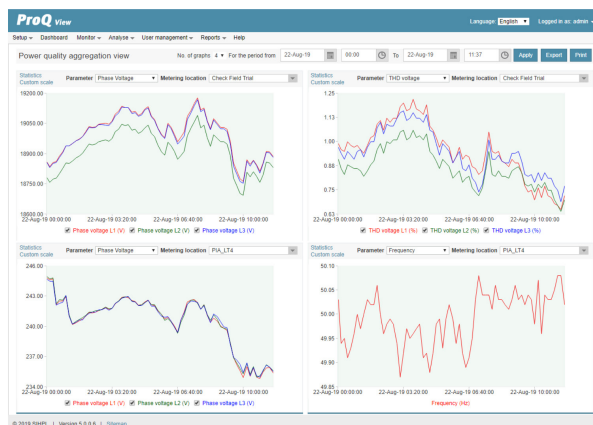 ProQ View
Language: English Logged in as: admin
Setup Dashboard Monitor Analyse User management Reports Help
Power quality aggregation view No. of graphs 4 For the period from 22-Aug-19 00:00 To 22-Aug-19 11:37 Apply Export Print
Statistics
Custom scale
Parameter Phase Voltage Metering location Check Field Trial
19200.00
19050.00
18900.00
18750.00
18600.00
22-Aug-19 00:00:00 22-Aug-19 03:20:00 22-Aug-19 06:40:00 22-Aug-19 10:00:00
Phase voltage L1 (V) Phase voltage L2 (V) Phase voltage L3 (V)
Statistics
Custom scale
Parameter THD voltage Metering location Check Field Trial
1.25
1.13
1.00
0.88
0.75
0.63
22-Aug-19 00:00:00 22-Aug-19 03:20:00 22-Aug-19 06:40:00 22-Aug-19 10:00:00
THD voltage L1 (%) THD voltage L2 (%) THD voltage L3 (%)
Statistics
Custom scale
Parameter Phase Voltage Metering location PIA_LT4
246.00
243.00
240.00
237.00
234.00
22-Aug-19 00:00:00 22-Aug-19 03:20:00 22-Aug-19 06:40:00 22-Aug-19 10:00:00
Phase voltage L1 (V) Phase voltage L2 (V) Phase voltage L3 (V)
Statistics
Custom scale
Parameter Frequency Metering location PIA_LT4
50.10
50.05
50.00
49.95
49.90
49.85
22-Aug-19 00:00:00 22-Aug-19 03:20:00 22-Aug-19 06:40:00 22-Aug-19 10:00:00
Frequency (Hz)
© 2019 | Version 5.0.0.6 | Sitemap